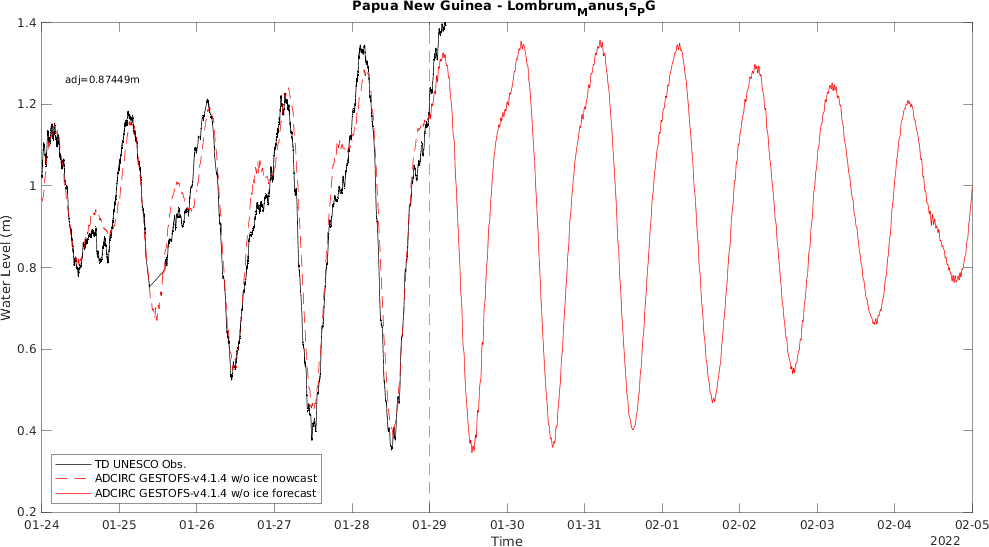 Papua New Guinea - Lombrum_Manus_Is_PG
1.4
adj=0.87449m
1.2
1
0.8
0.6
0.4
0.2
Water Level (m)
TD UNESCO Obs.
ADCIRC GESTOFS-v4.1.4 w/o ice nowcast
ADCIRC GESTOFS-v4.1.4 w/o ice forecast
01-24 01-25 01-26 01-27 01-28 01-29 01-30 01-31 02-01 02-02 02-03 02-04 02-05
Time 2022